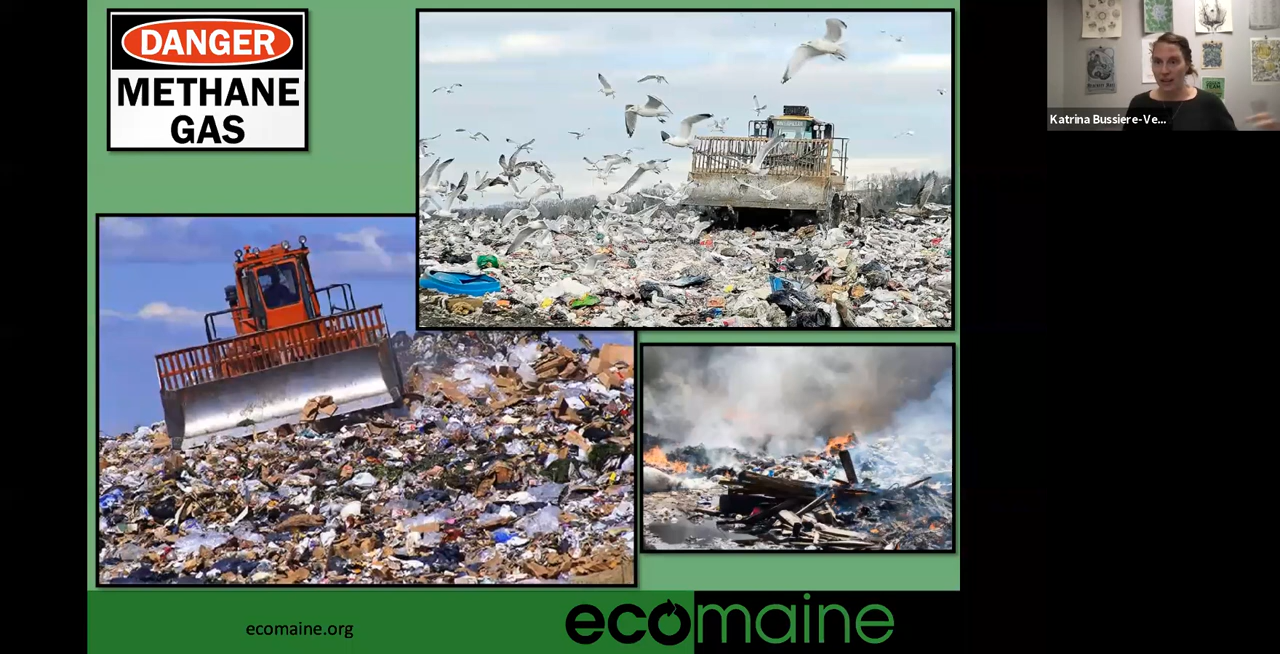 DANGER
METHANE
GAS
Katrina Bussiere-Ve...
ecomaine.org
ecomaine